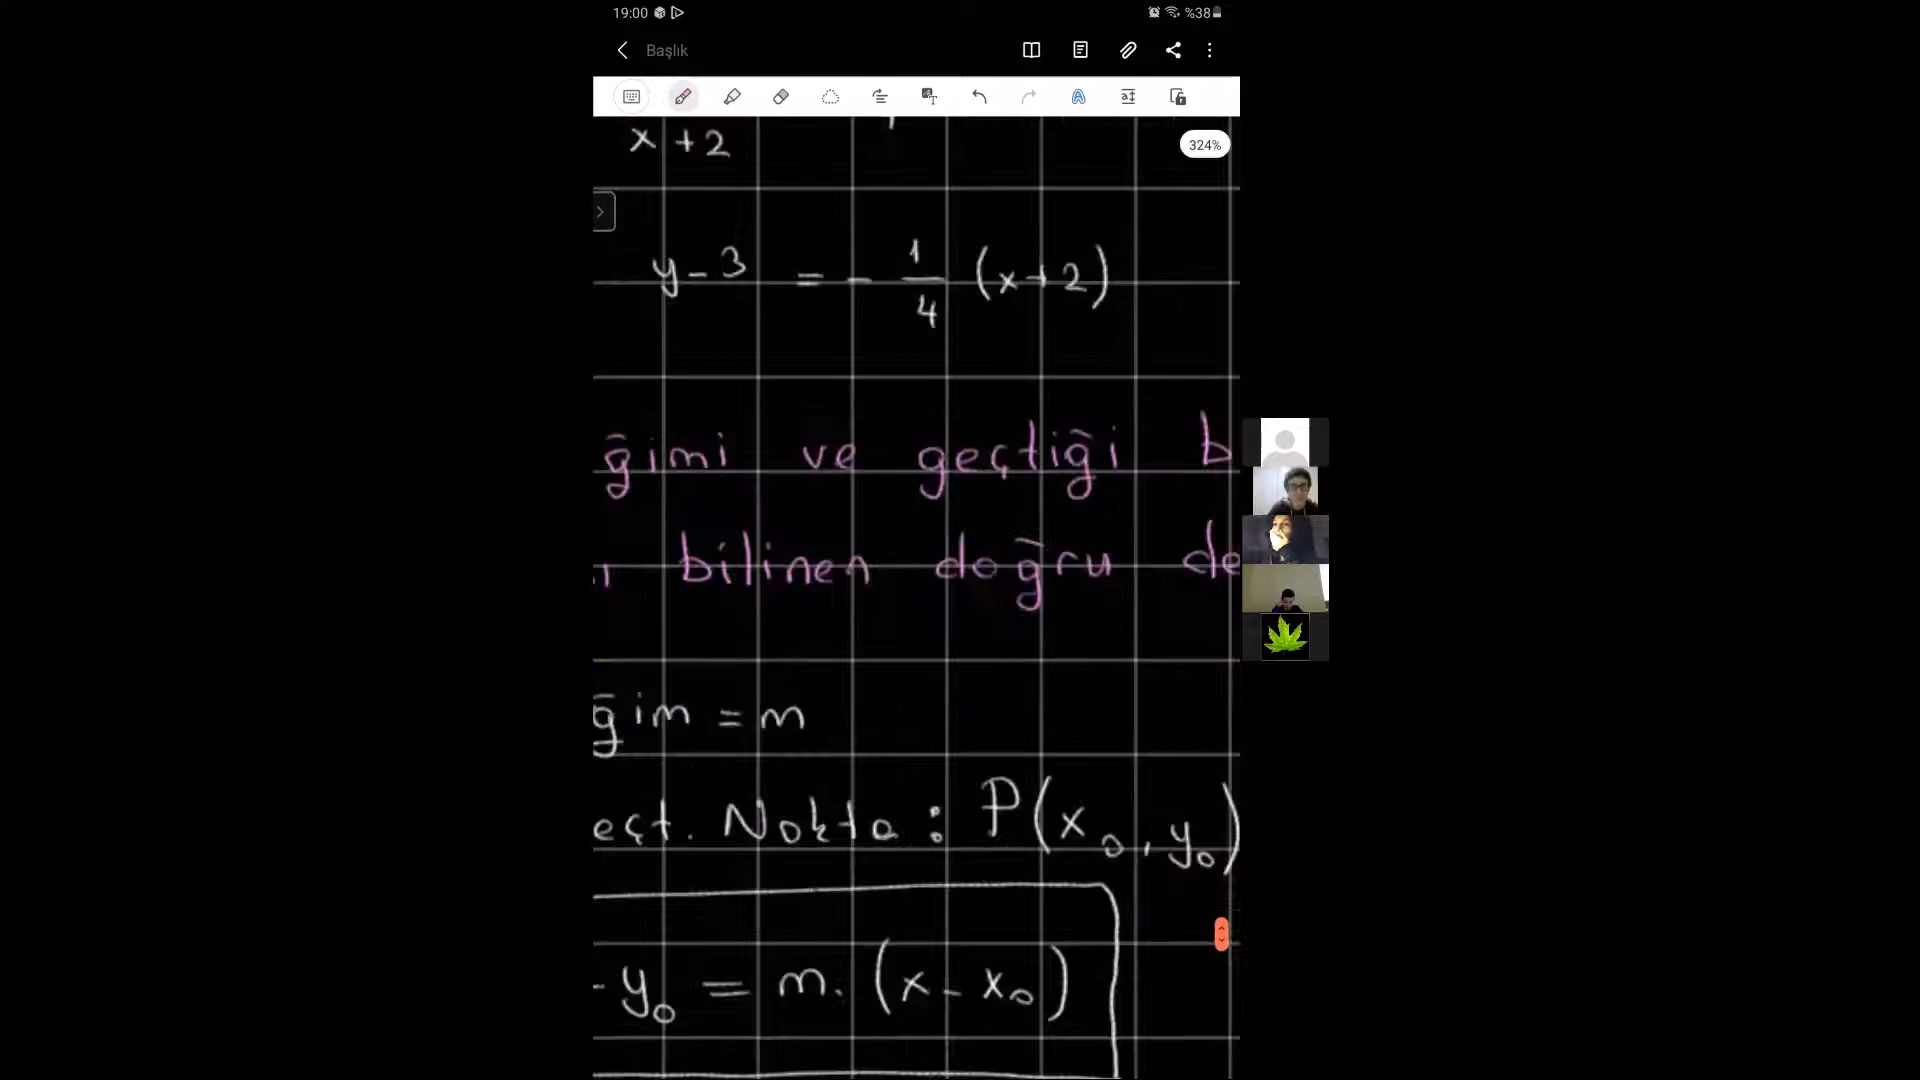 19:00 %38
Başlık
324%
x+2
y-3 = - 1/4 (x+2)
ğimi ve geçtiği b
bilinen doğru de
ğim = m
eçt. Nokta : P(x₀, y₀)
- y₀ = m. (x - x₀)